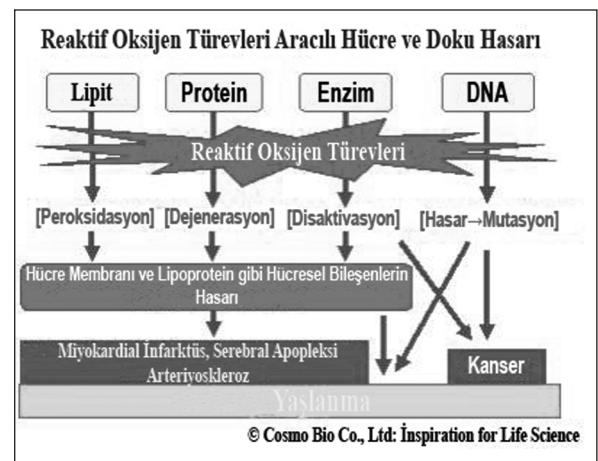 Reaktif Oksijen Türevleri Aracılı Hücre ve Doku Hasarı
Lipit Protein Enzim DNA
Reaktif Oksijen Türevleri
[Peroksidasyon] [Dejenerasyon] [Disaktivasyon] [Hasar→Mutasyon]
Hücre Membranı ve Lipoprotein gibi Hücresel Bileşenlerin
Hasarı
Miyokardial İnfarktüs, Serebral Apopleksi
Arteriyoskleroz
Kanser
Yaşlanma
© Cosmo Bio Co., Ltd: İnspiration for Life Science